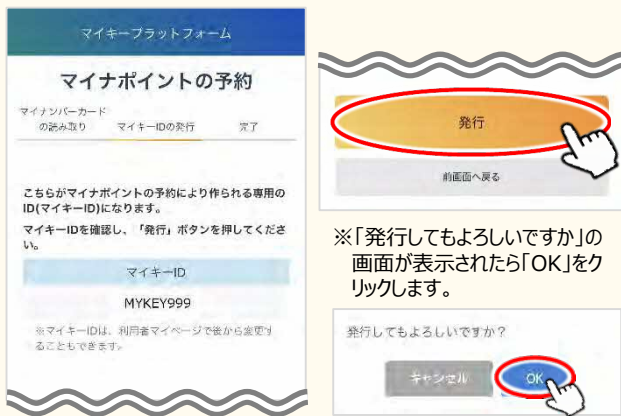 マイキープラットフォーム
マイナポイントの予約
マイナンバーカード
の読み取り
マイキーIDの発行
完了
こちらがマイナポイントの予約により作られる専用の
ID(マイキーID)になります。
マイキーIDを確認し、「発行」ボタンを押してくださ
い。
マイキーID
MYKEY999
※マイキーIDは、利用者マイページで後から変更す
ることもできます。
発行
前画面へ戻る
※「発行してもよろしいですか」の
画面が表示されたら「OK」をク
リックします。
発行してもよろしいですか？
キャンセル
OK